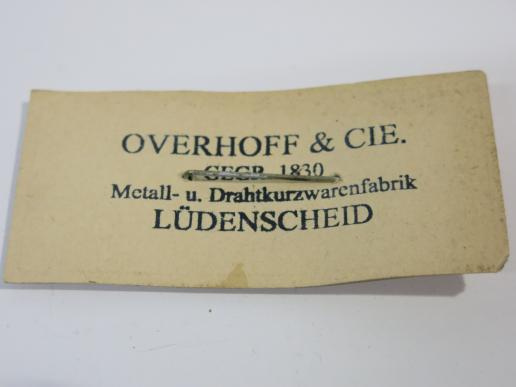 OVERHOFF & CIE.
GEGR. 1830
Metall- u. Drahtkurzwarenfabrik
LÜDENSCHEID